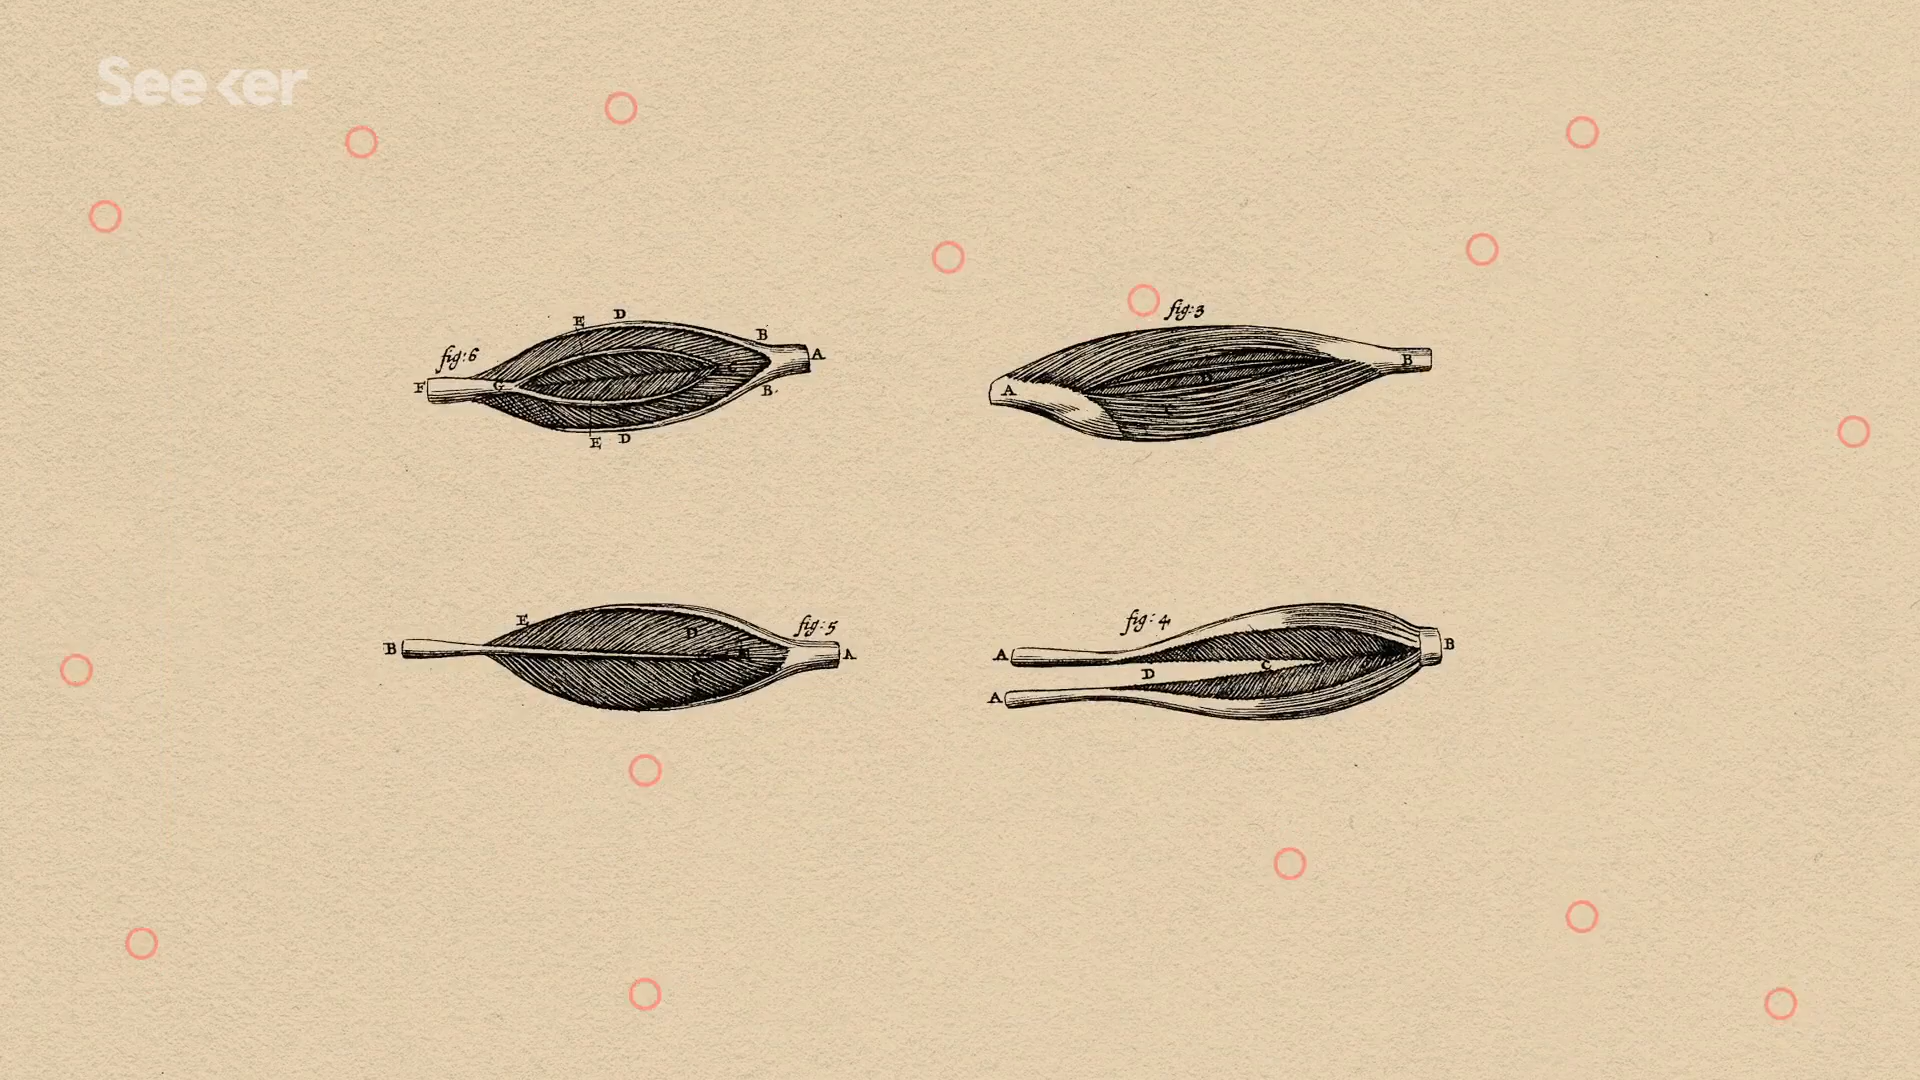 Seeker
E D B A
fig: 6
F G C
B
E D
fig: 3
A B
C
E fig: 5
D
B A
C
fig: 4
A C B
D
A